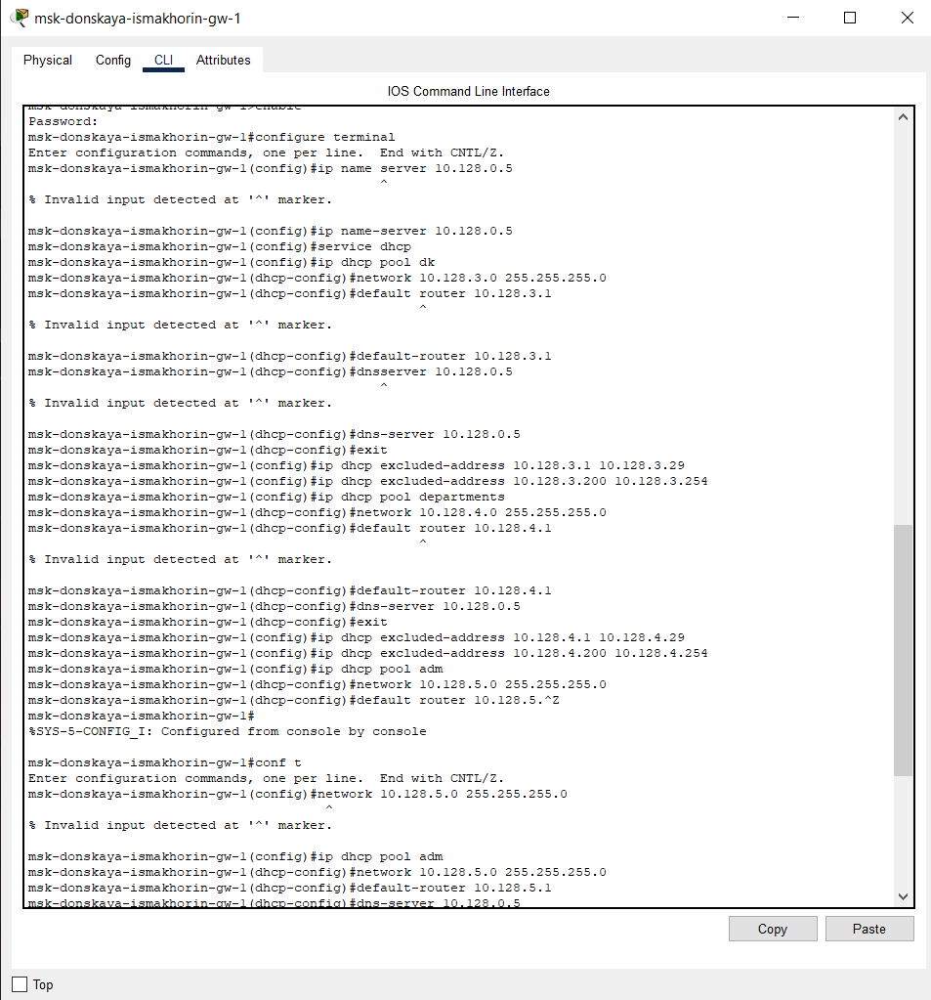 msk-donskaya-ismakhorin-gw-1
Physical Config CLI Attributes
IOS Command Line Interface
msk-donskaya-ismakhorin-gw-1>enable
Password:
msk-donskaya-ismakhorin-gw-1#configure terminal
Enter configuration commands, one per line.  End with CNTL/Z.
msk-donskaya-ismakhorin-gw-1(config)#ip name server 10.128.0.5
^
% Invalid input detected at '^' marker.
msk-donskaya-ismakhorin-gw-1(config)#ip name-server 10.128.0.5
msk-donskaya-ismakhorin-gw-1(config)#service dhcp
msk-donskaya-ismakhorin-gw-1(config)#ip dhcp pool dk
msk-donskaya-ismakhorin-gw-1(dhcp-config)#network 10.128.3.0 255.255.255.0
msk-donskaya-ismakhorin-gw-1(dhcp-config)#default router 10.128.3.1
^
% Invalid input detected at '^' marker.
msk-donskaya-ismakhorin-gw-1(dhcp-config)#default-router 10.128.3.1
msk-donskaya-ismakhorin-gw-1(dhcp-config)#dnsserver 10.128.0.5
^
% Invalid input detected at '^' marker.
msk-donskaya-ismakhorin-gw-1(dhcp-config)#dns-server 10.128.0.5
msk-donskaya-ismakhorin-gw-1(dhcp-config)#exit
msk-donskaya-ismakhorin-gw-1(config)#ip dhcp excluded-address 10.128.3.1 10.128.3.29
msk-donskaya-ismakhorin-gw-1(config)#ip dhcp excluded-address 10.128.3.200 10.128.3.254
msk-donskaya-ismakhorin-gw-1(config)#ip dhcp pool departments
msk-donskaya-ismakhorin-gw-1(dhcp-config)#network 10.128.4.0 255.255.255.0
msk-donskaya-ismakhorin-gw-1(dhcp-config)#default router 10.128.4.1
^
% Invalid input detected at '^' marker.
msk-donskaya-ismakhorin-gw-1(dhcp-config)#default-router 10.128.4.1
msk-donskaya-ismakhorin-gw-1(dhcp-config)#dns-server 10.128.0.5
msk-donskaya-ismakhorin-gw-1(dhcp-config)#exit
msk-donskaya-ismakhorin-gw-1(config)#ip dhcp excluded-address 10.128.4.1 10.128.4.29
msk-donskaya-ismakhorin-gw-1(config)#ip dhcp excluded-address 10.128.4.200 10.128.4.254
msk-donskaya-ismakhorin-gw-1(config)#ip dhcp pool adm
msk-donskaya-ismakhorin-gw-1(dhcp-config)#network 10.128.5.0 255.255.255.0
msk-donskaya-ismakhorin-gw-1(dhcp-config)#default router 10.128.5.^Z
msk-donskaya-ismakhorin-gw-1#
%SYS-5-CONFIG_I: Configured from console by console
msk-donskaya-ismakhorin-gw-1#conf t
Enter configuration commands, one per line.  End with CNTL/Z.
msk-donskaya-ismakhorin-gw-1(config)#network 10.128.5.0 255.255.255.0
^
% Invalid input detected at '^' marker.
msk-donskaya-ismakhorin-gw-1(config)#ip dhcp pool adm
msk-donskaya-ismakhorin-gw-1(dhcp-config)#network 10.128.5.0 255.255.255.0
msk-donskaya-ismakhorin-gw-1(dhcp-config)#default-router 10.128.5.1
msk-donskaya-ismakhorin-gw-1(dhcp-config)#dns-server 10.128.0.5
Copy Paste
Top